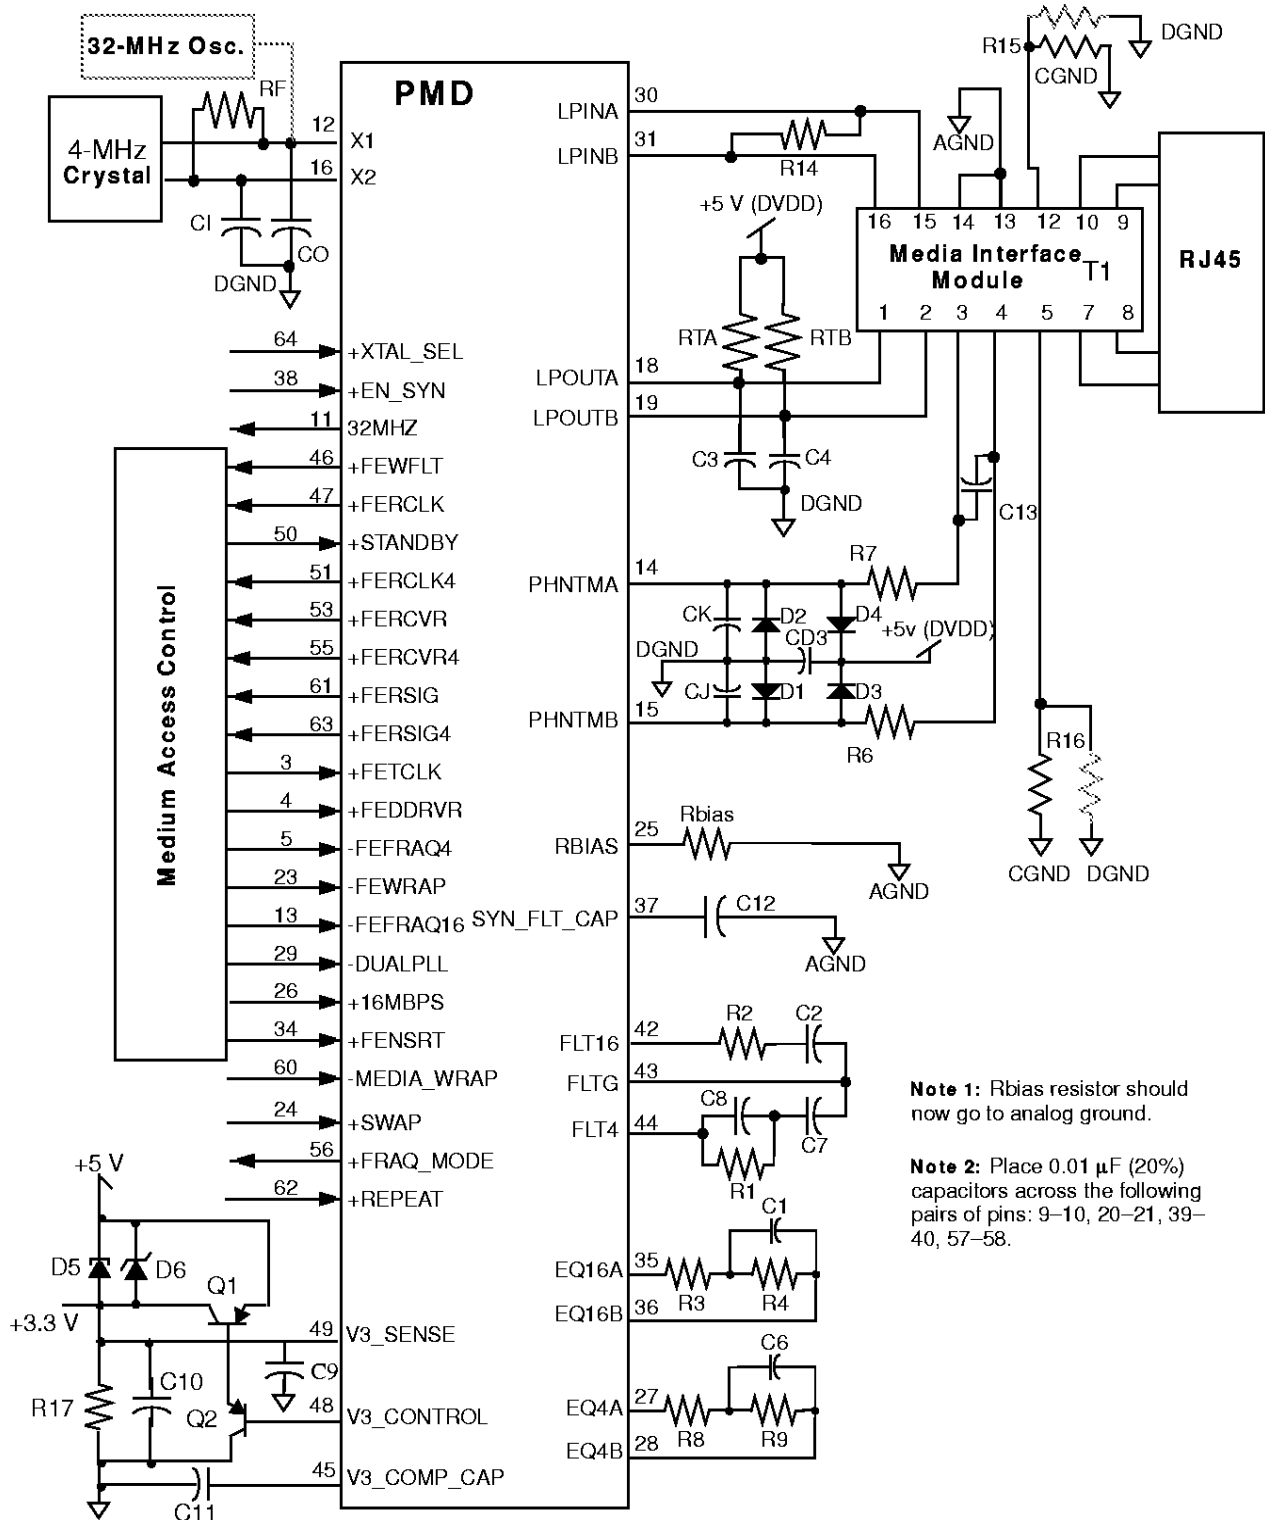 32-MHz Osc.
RF
4-MHz
Crystal
12
X1
16
X2
CI
CO
DGND
PMD
64
+XTAL_SEL
38
+EN_SYN
11
32MHZ
46
+FEWFLT
47
+FERCLK
50
+STANDBY
51
+FERCLK4
53
+FERCVR
55
+FERCVR4
61
+FERSIG
63
+FERSIG4
3
+FETCLK
4
+FEDDRVR
5
-FEFRAQ4
23
-FEWRAP
13
-FEFRAQ16
29
-DUALPLL
26
+16MBPS
34
+FENSRT
60
-MEDIA_WRAP
24
+SWAP
56
+FRAQ_MODE
62
+REPEAT
Medium Access Control
+5 V
D5
D6
Q1
+3.3 V
49
V3_SENSE
C9
C10
R17
Q2
48
V3_CONTROL
45
V3_COMP_CAP
C11
LPINA
30
LPINB
31
R14
+5 V (DVDD)
RTA
RTB
LPOUTA
18
LPOUTB
19
C3
C4
DGND
AGND
R15
DGND
CGND
16
15
14
13
12
10
9
Media Interface
Module
T1
1
2
3
4
5
7
8
RJ45
C13
PHNTMA
14
R7
CK
D2
D4
CD3
+5v (DVDD)
DGND
CJ
D1
D3
PHNTMB
15
R6
R16
CGND
DGND
RBIAS
25
Rbias
AGND
SYN_FLT_CAP
37
C12
AGND
FLT16
42
R2
C2
FLTG
43
C8
C7
FLT4
44
R1
C1
EQ16A
35
R3
R4
EQ16B
36
C6
EQ4A
27
R8
R9
EQ4B
28
Note 1: Rbias resistor should
now go to analog ground.
Note 2: Place 0.01 µF (20%)
capacitors across the following
pairs of pins: 9–10, 20–21, 39–
40, 57–58.